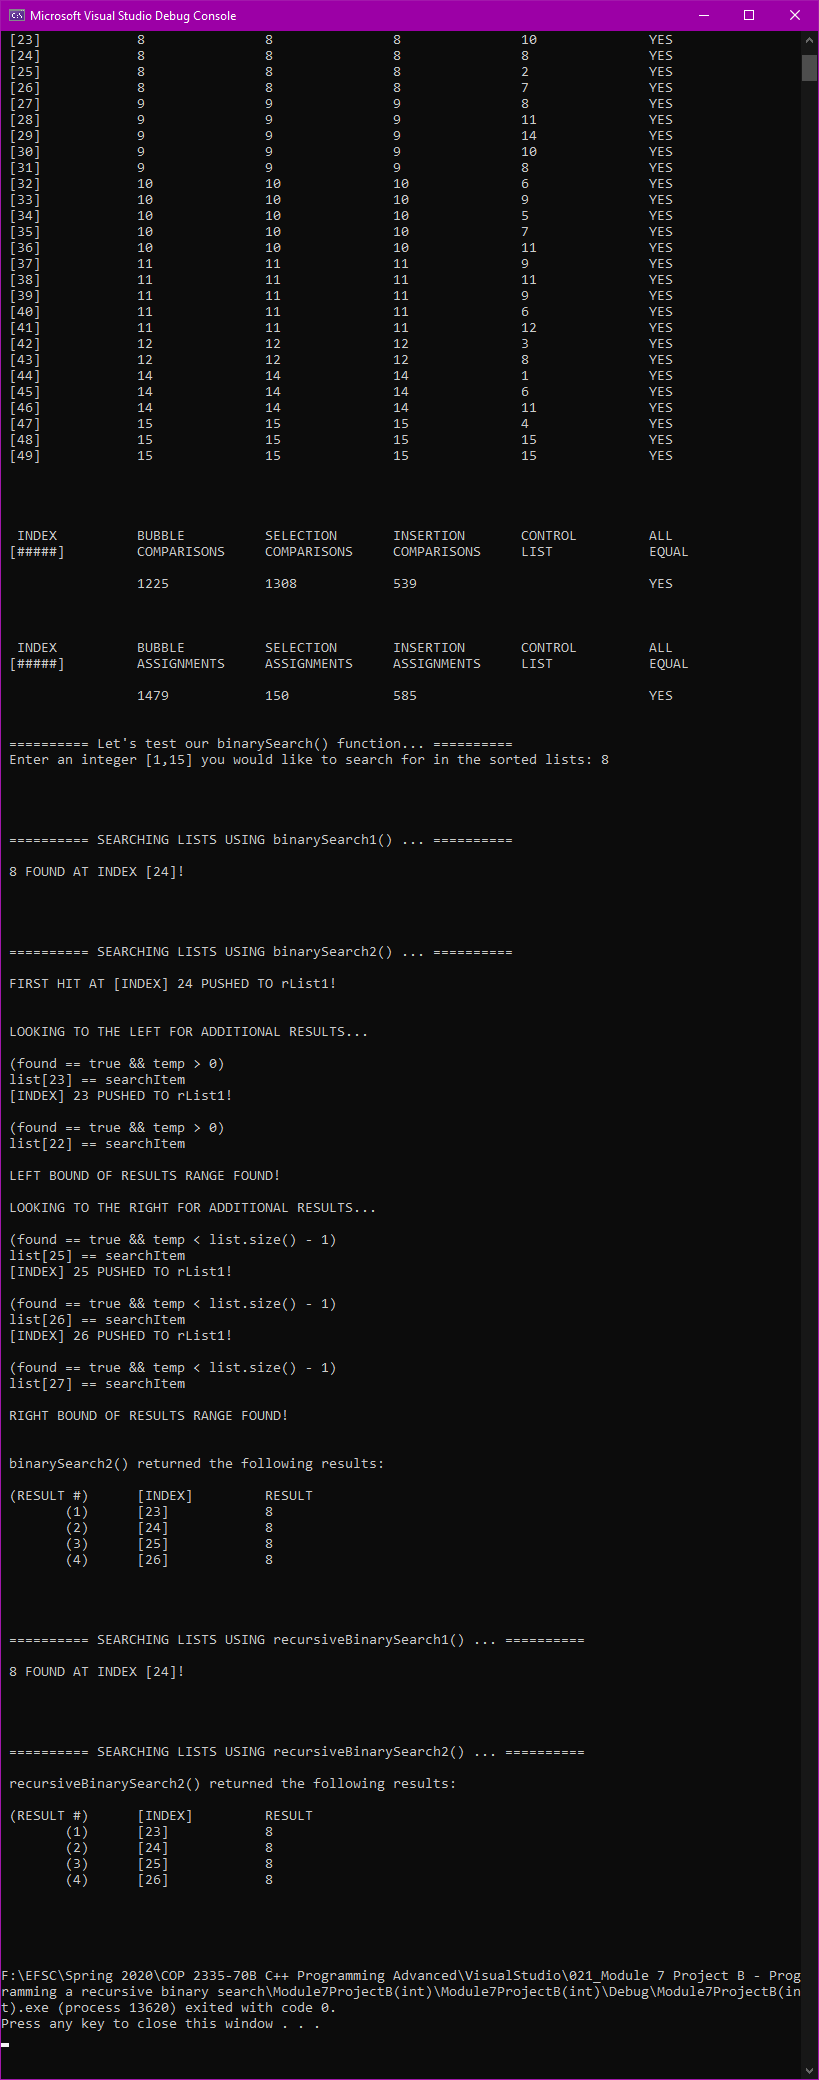 Microsoft Visual Studio Debug Console
[23] 8 8 8 10 YES
[24] 8 8 8 8 YES
[25] 8 8 8 2 YES
[26] 8 8 8 7 YES
[27] 9 9 9 8 YES
[28] 9 9 9 11 YES
[29] 9 9 9 14 YES
[30] 9 9 9 10 YES
[31] 9 9 9 8 YES
[32] 10 10 10 6 YES
[33] 10 10 10 9 YES
[34] 10 10 10 5 YES
[35] 10 10 10 7 YES
[36] 10 10 10 11 YES
[37] 11 11 11 9 YES
[38] 11 11 11 11 YES
[39] 11 11 11 9 YES
[40] 11 11 11 6 YES
[41] 11 11 11 12 YES
[42] 12 12 12 3 YES
[43] 12 12 12 8 YES
[44] 14 14 14 1 YES
[45] 14 14 14 6 YES
[46] 14 14 14 11 YES
[47] 15 15 15 4 YES
[48] 15 15 15 15 YES
[49] 15 15 15 15 YES
INDEX BUBBLE SELECTION INSERTION CONTROL ALL
[#####] COMPARISONS COMPARISONS COMPARISONS LIST EQUAL
1225 1308 539 YES
INDEX BUBBLE SELECTION INSERTION CONTROL ALL
[#####] ASSIGNMENTS ASSIGNMENTS ASSIGNMENTS LIST EQUAL
1479 150 585 YES
========== Let's test our binarySearch() function... ==========
Enter an integer [1,15] you would like to search for in the sorted lists: 8
========== SEARCHING LISTS USING binarySearch1() ... ==========
8 FOUND AT INDEX [24]!
========== SEARCHING LISTS USING binarySearch2() ... ==========
FIRST HIT AT [INDEX] 24 PUSHED TO rList1!
LOOKING TO THE LEFT FOR ADDITIONAL RESULTS...
(found == true && temp > 0)
list[23] == searchItem
[INDEX] 23 PUSHED TO rList1!
(found == true && temp > 0)
list[22] == searchItem
LEFT BOUND OF RESULTS RANGE FOUND!
LOOKING TO THE RIGHT FOR ADDITIONAL RESULTS...
(found == true && temp < list.size() - 1)
list[25] == searchItem
[INDEX] 25 PUSHED TO rList1!
(found == true && temp < list.size() - 1)
list[26] == searchItem
[INDEX] 26 PUSHED TO rList1!
(found == true && temp < list.size() - 1)
list[27] == searchItem
RIGHT BOUND OF RESULTS RANGE FOUND!
binarySearch2() returned the following results:
(RESULT #) [INDEX] RESULT
(1) [23] 8
(2) [24] 8
(3) [25] 8
(4) [26] 8
========== SEARCHING LISTS USING recursiveBinarySearch1() ... ==========
8 FOUND AT INDEX [24]!
========== SEARCHING LISTS USING recursiveBinarySearch2() ... ==========
recursiveBinarySearch2() returned the following results:
(RESULT #) [INDEX] RESULT
(1) [23] 8
(2) [24] 8
(3) [25] 8
(4) [26] 8
F:\EFSC\Spring 2020\COP 2335-70B C++ Programming Advanced\VisualStudio\021_Module 7 Project B - Prog
ramming a recursive binary search\Module7ProjectB(int)\Module7ProjectB(int)\Debug\Module7ProjectB(in
t).exe (process 13620) exited with code 0.
Press any key to close this window . . .